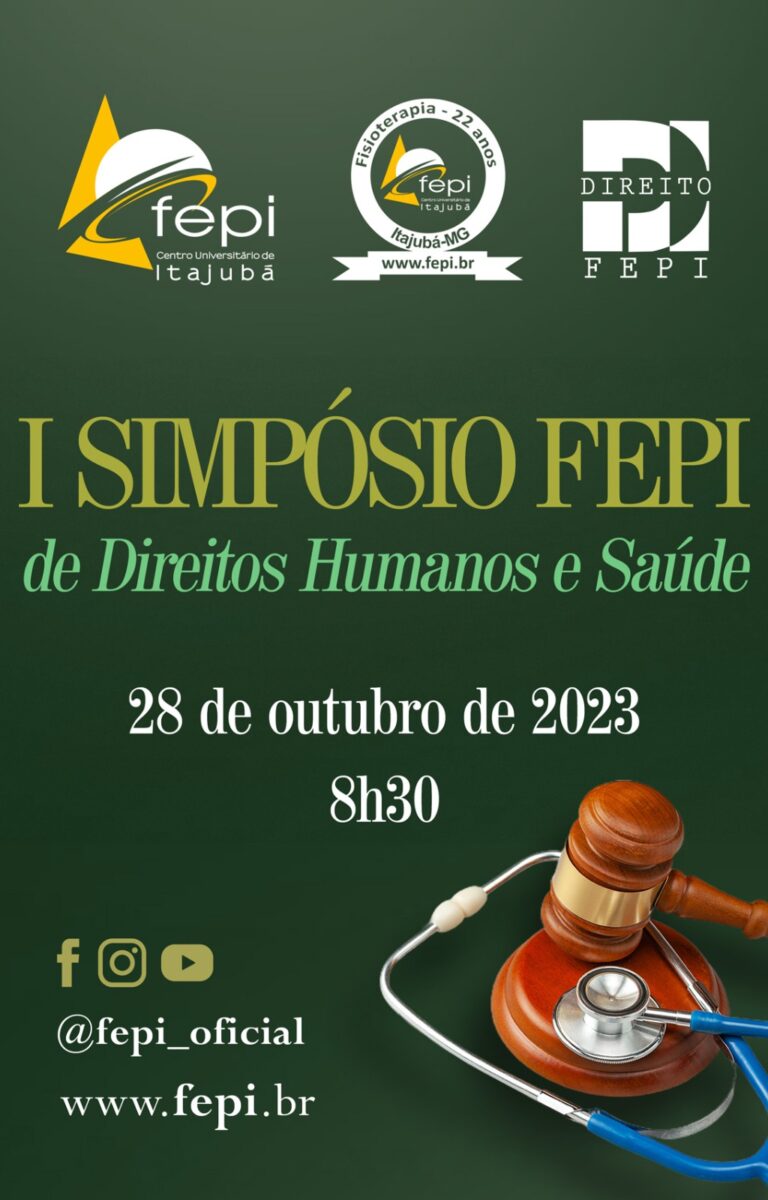 fepi
Centro Universitário de
Itajubá
Fisioterapia - 22 anos
fepi
Centro Universitário de
Itajubá
Itajubá-MG
www.fepi.br
DIREITO
FEPI
I SIMPÓSIO FEPI
de Direitos Humanos e Saúde
28 de outubro de 2023
8h30
@fepi_oficial
www.fepi.br